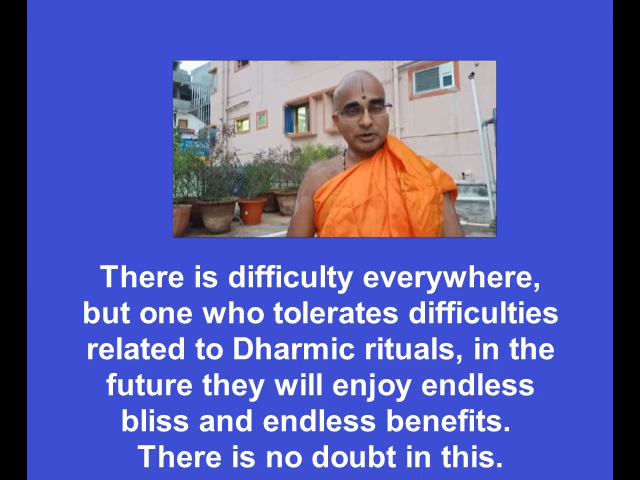 There is difficulty everywhere,
but one who tolerates difficulties
related to Dharmic rituals, in the
future they will enjoy endless
bliss and endless benefits.
There is no doubt in this.